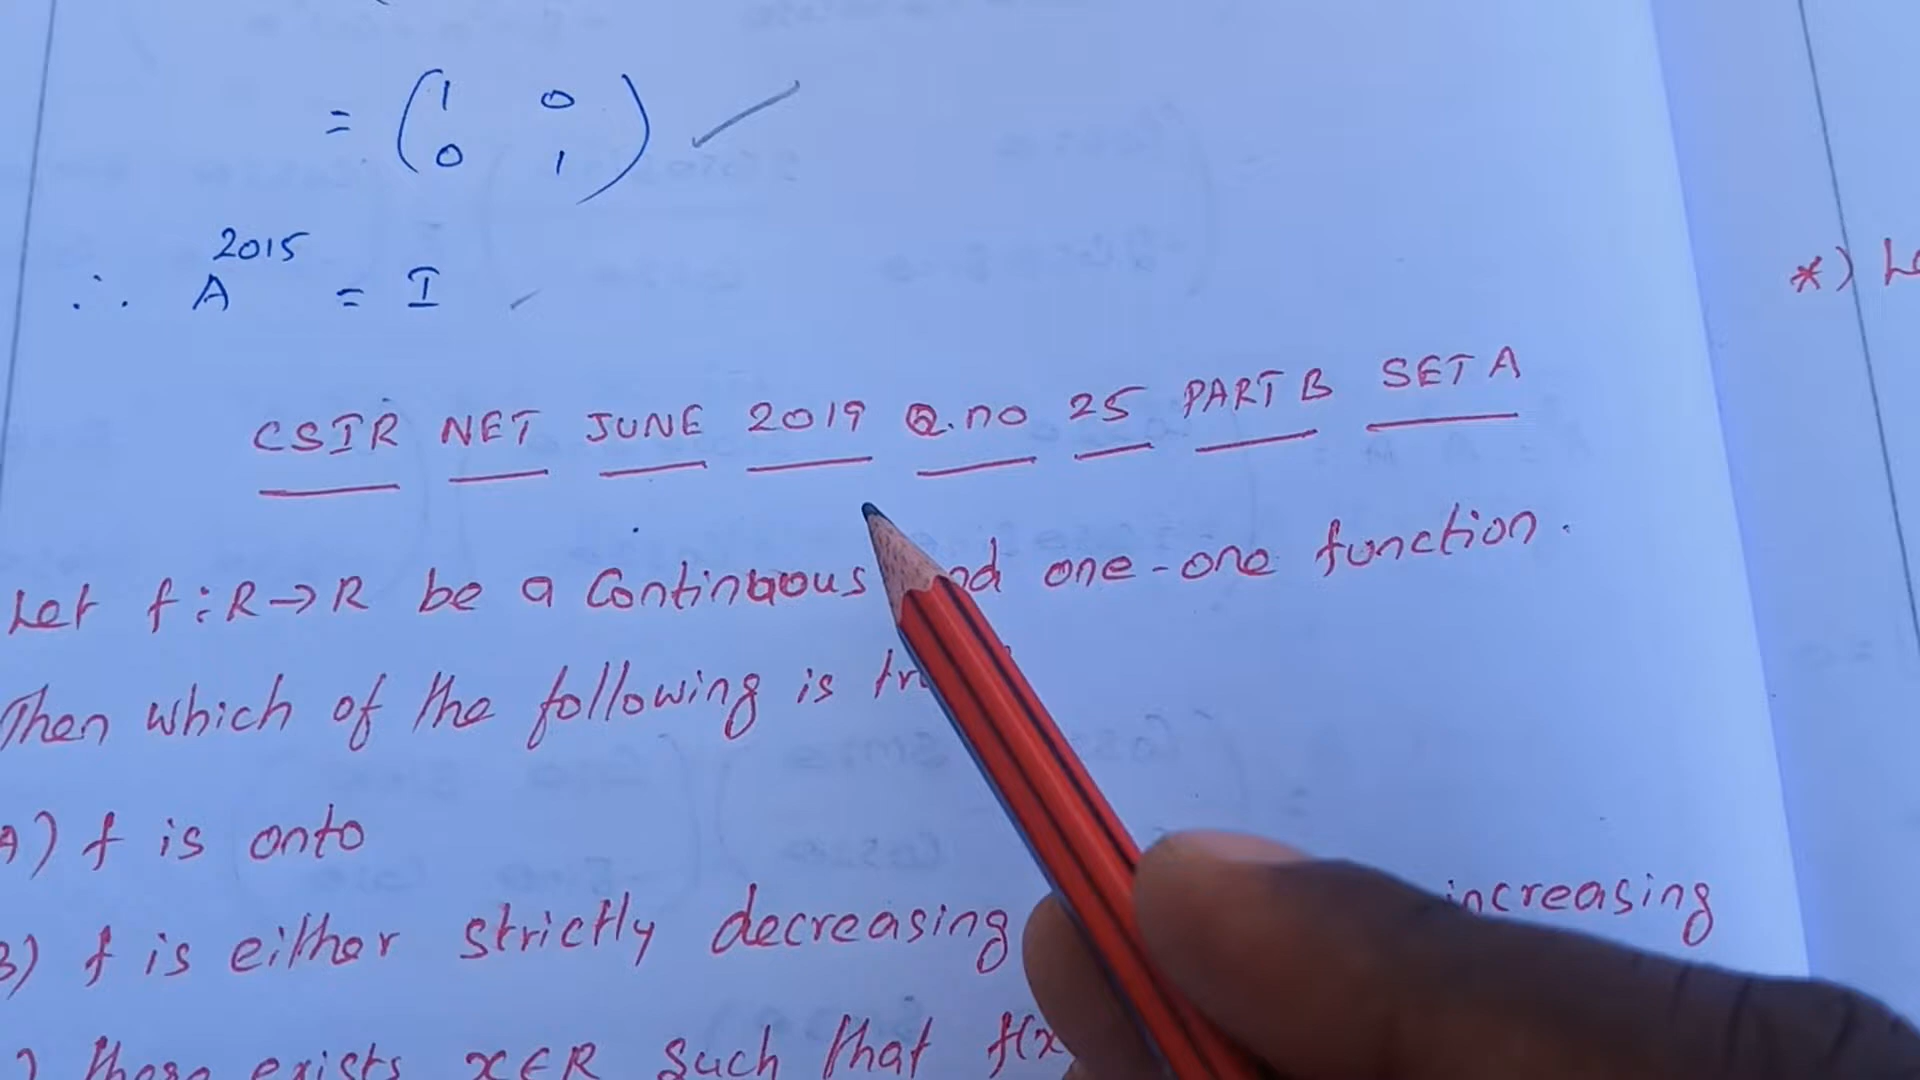 = ( 1 0
0 1 )
∴ A^2015 = I
*) Le
CSIR NET JUNE 2019 Q.no 25 PART B SET A
Let f:R→R be a Continuous one-one function.
Then which of the following is
A) f is onto
B) f is either strictly decreasing increasing
) there exists x∈R such that f(x